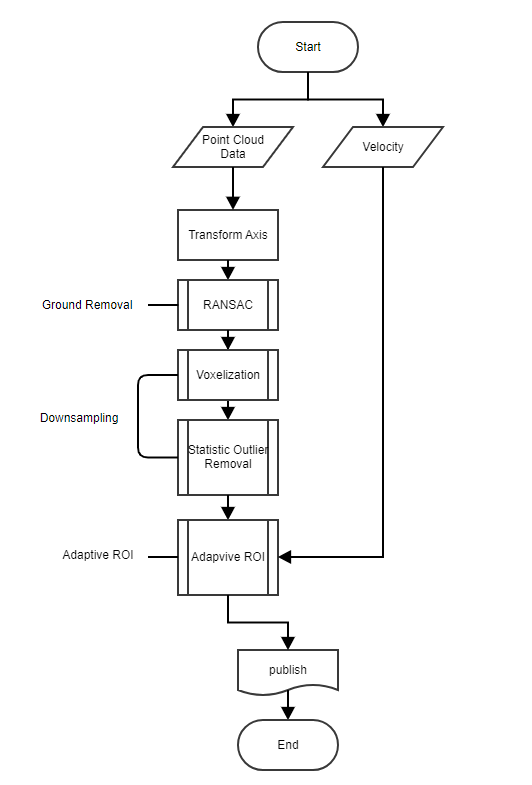 Start
Point Cloud
Data
Velocity
Transform Axis
Ground Removal
RANSAC
Voxelization
Downsampling
Statistic Outlier
Removal
Adaptive ROI
Adapvive ROI
publish
End